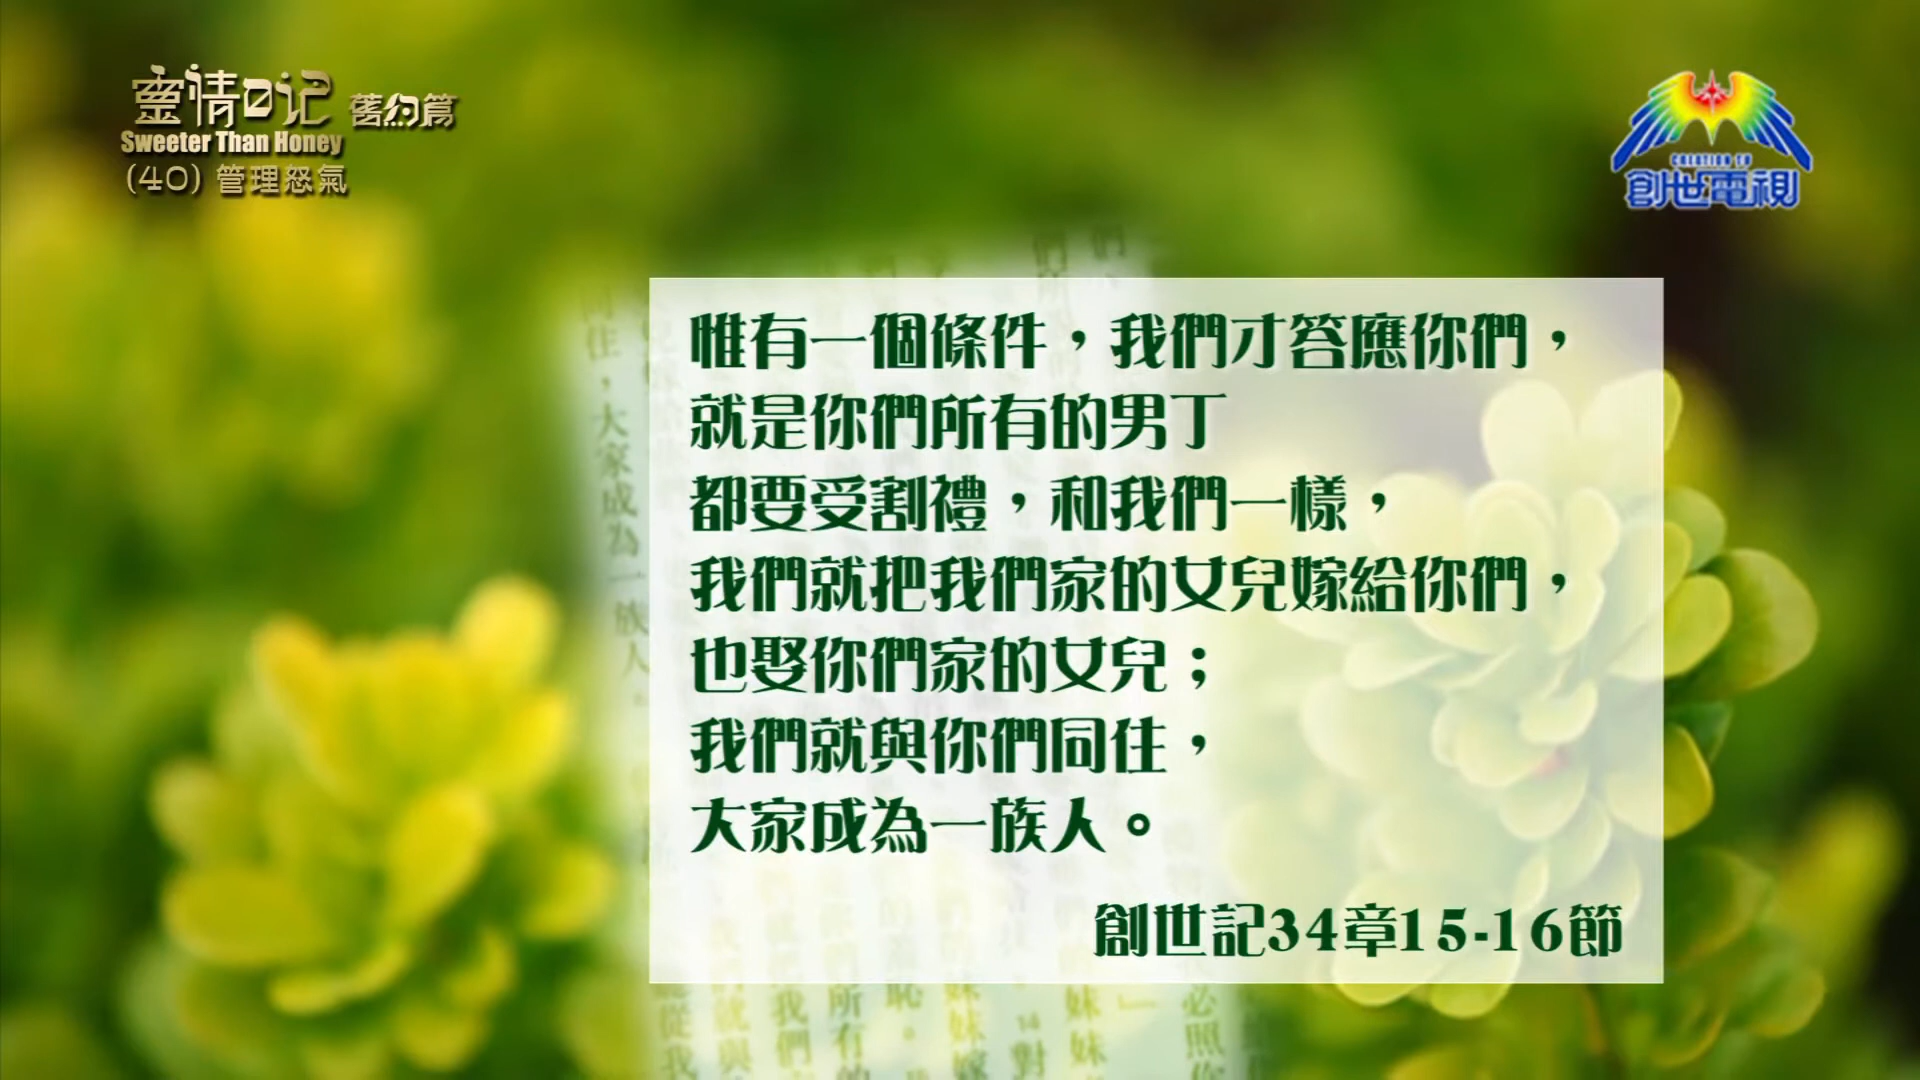 靈情日记 舊約篇
Sweeter Than Honey
(40) 管理怒氣
CREATION TV
創世電視
惟有一個條件，我們才答應你們，
就是你們所有的男丁
都要受割禮，和我們一樣，
我們就把我們家的女兒嫁給你們，
也娶你們家的女兒；
我們就與你們同住，
大家成為一族人。
創世記34章15-16節